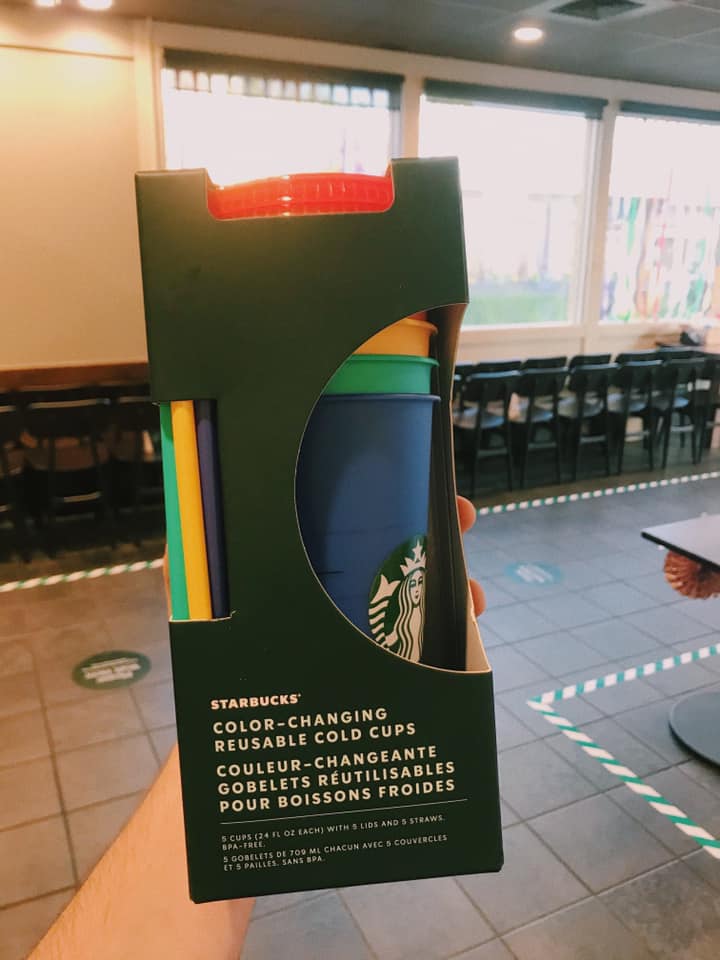 STARBUCKS®
COLOR-CHANGING
REUSABLE COLD CUPS
COULEUR-CHANGEANTE
GOBELETS RÉUTILISABLES
POUR BOISSONS FROIDES
5 CUPS (24 FL OZ EACH) WITH 5 LIDS AND 5 STRAWS.
BPA-FREE.
5 GOBELETS DE 709 ML CHACUN AVEC 5 COUVERCLES
ET 5 PAILLES. SANS BPA.